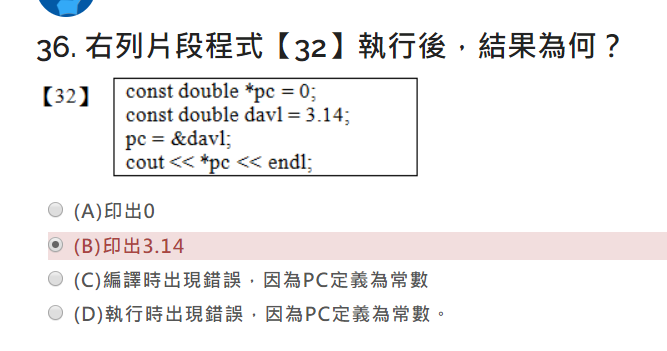 36. 右列片段程式【32】執行後，結果為何？
【32】
const double *pc = 0;
const double davl = 3.14;
pc = &davl;
cout << *pc << endl;
(A)印出0
(B)印出3.14
(C)編譯時出現錯誤，因為PC定義為常數
(D)執行時出現錯誤，因為PC定義為常數。